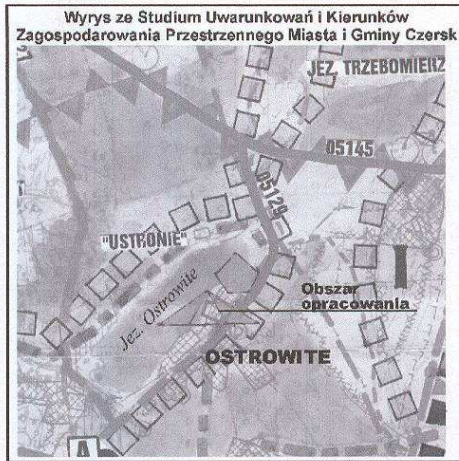 Wyrys ze Studium Uwarunkowań i Kierunków
Zagospodarowania Przestrzennego Miasta i Gminy Czersk
JEZ. TRZEBOMIERZ
05145
05129
"USTRONIE"
Jez. Ostrowite
Obszar
opracowania
OSTROWITE
A